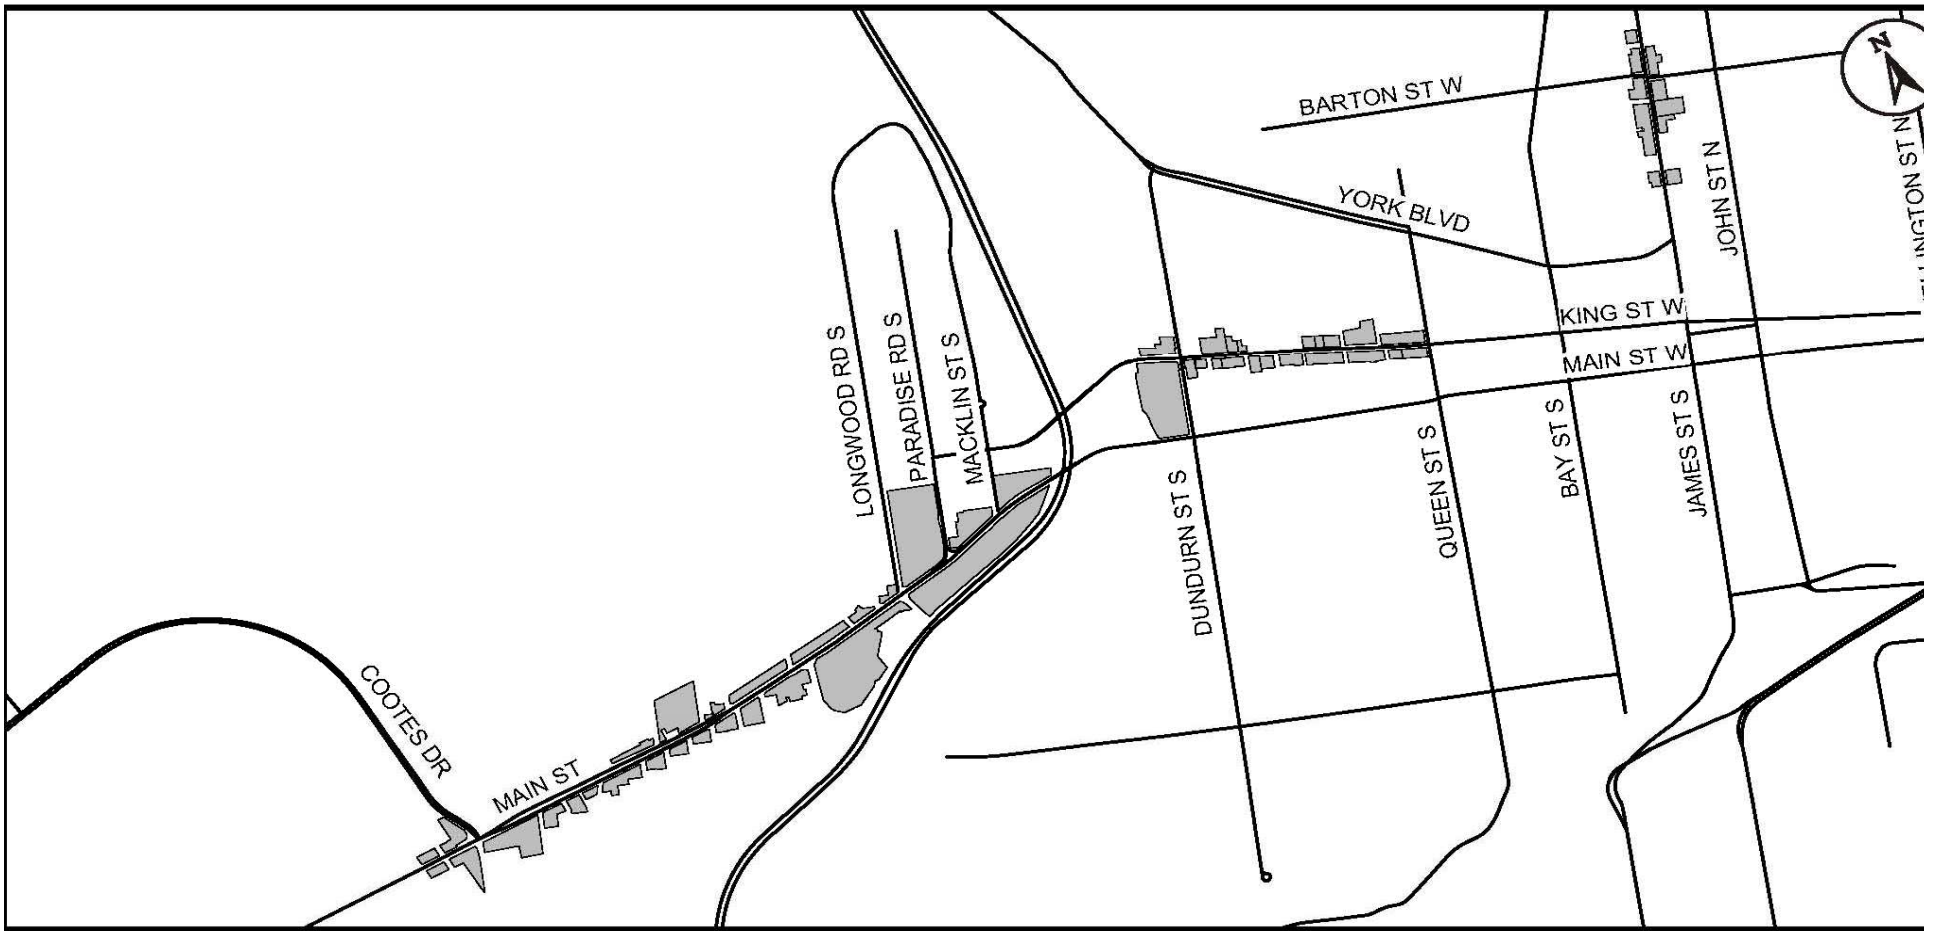 N
BARTON ST W
YORK BLVD
JOHN ST N
KING ST W
MAIN ST W
LONGWOOD RD S
PARADISE RD S
MACKLIN ST S
DUNDURN ST S
QUEEN ST S
BAY ST S
JAMES ST S
COOTES DR
MAIN ST